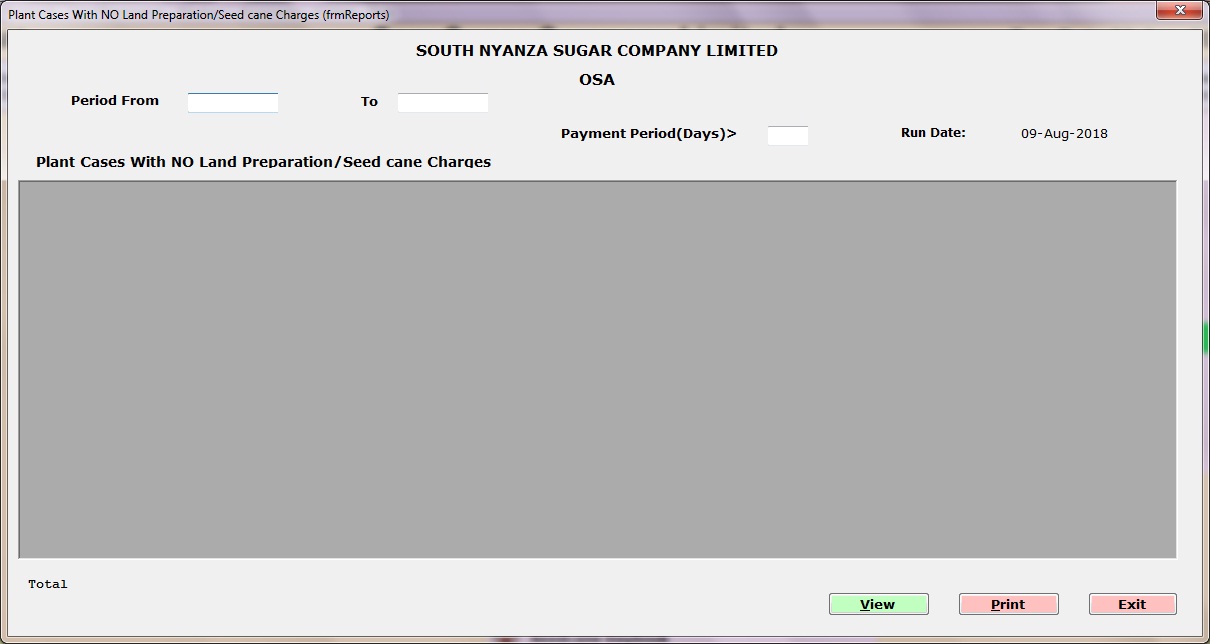 Plant Cases With NO Land Preparation/Seed cane Charges (frmReports)
SOUTH NYANZA SUGAR COMPANY LIMITED
OSA
Period From To
Payment Period(Days)> Run Date: 09-Aug-2018
Plant Cases With NO Land Preparation/Seed cane Charges
Total
View Print Exit